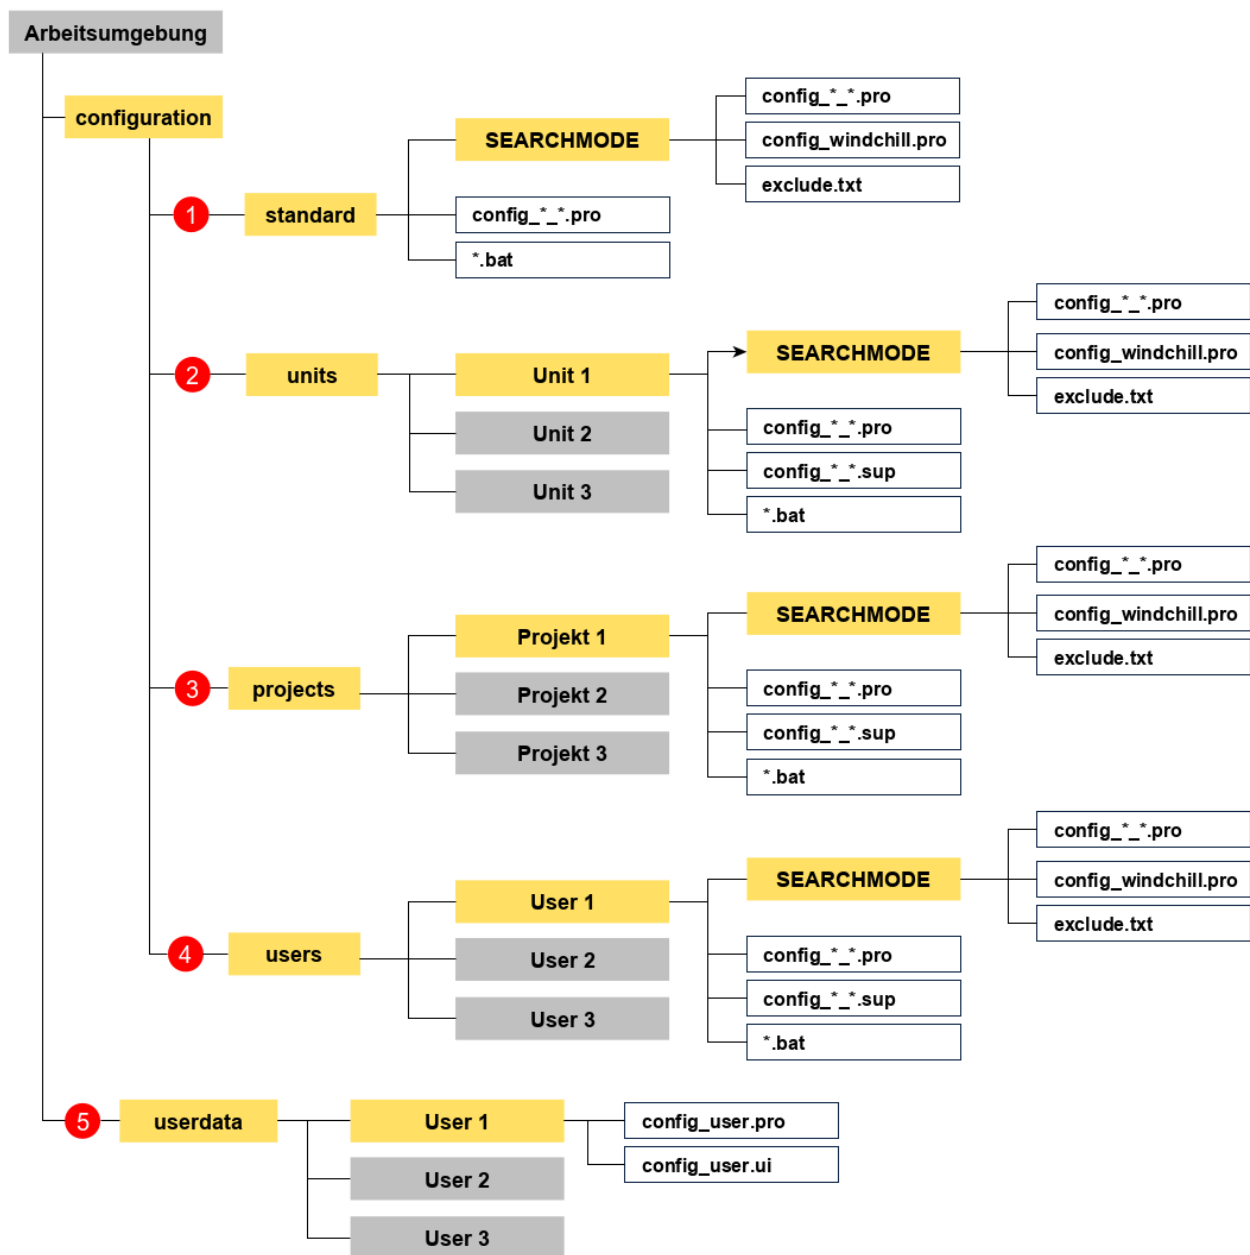 Arbeitsumgebung
configuration
1
standard
SEARCHMODE
config_*_*.pro
config_windchill.pro
exclude.txt
config_*_*.pro
*.bat
2
units
Unit 1
Unit 2
Unit 3
SEARCHMODE
config_*_*.pro
config_windchill.pro
exclude.txt
config_*_*.pro
config_*_*.sup
*.bat
3
projects
Projekt 1
Projekt 2
Projekt 3
SEARCHMODE
config_*_*.pro
config_windchill.pro
exclude.txt
config_*_*.pro
config_*_*.sup
*.bat
4
users
User 1
User 2
User 3
SEARCHMODE
config_*_*.pro
config_windchill.pro
exclude.txt
config_*_*.pro
config_*_*.sup
*.bat
5
userdata
User 1
User 2
User 3
config_user.pro
config_user.ui